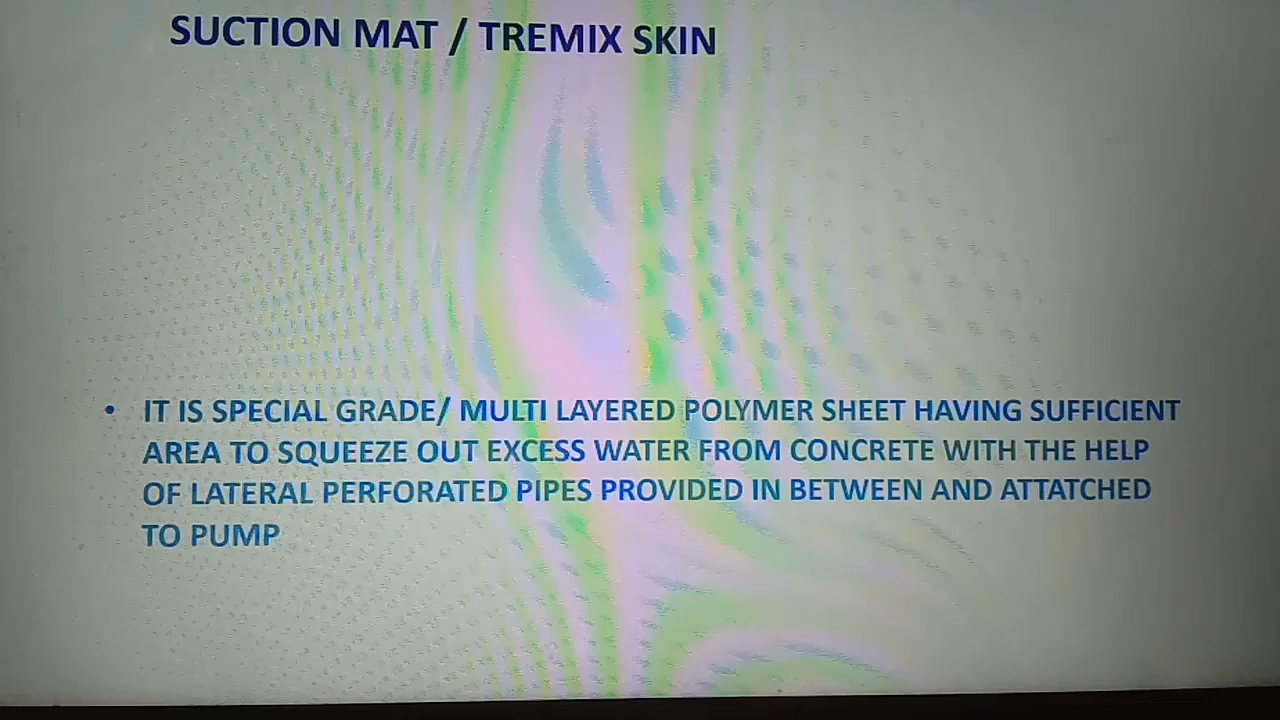 SUCTION MAT / TREMIX SKIN
• IT IS SPECIAL GRADE/ MULTI LAYERED POLYMER SHEET HAVING SUFFICIENT
AREA TO SQUEEZE OUT EXCESS WATER FROM CONCRETE WITH THE HELP
OF LATERAL PERFORATED PIPES PROVIDED IN BETWEEN AND ATTATCHED
TO PUMP